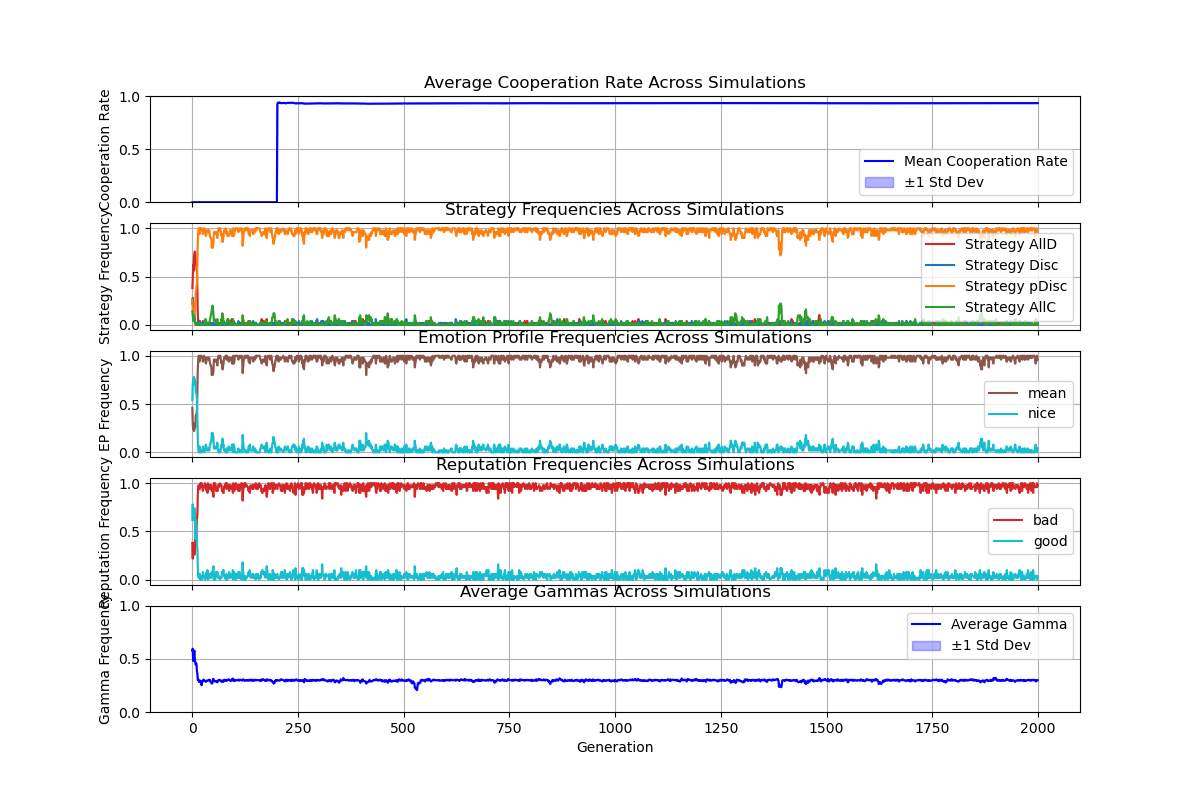 Average Cooperation Rate Across Simulations
Cooperation Rate
1.0
0.5
0.0
Mean Cooperation Rate
±1 Std Dev
Strategy Frequencies Across Simulations
Strategy Frequency
1.0
0.5
0.0
Strategy AllD
Strategy Disc
Strategy pDisc
Strategy AllC
Emotion Profile Frequencies Across Simulations
EP Frequency
1.0
0.5
0.0
mean
nice
Reputation Frequencies Across Simulations
Reputation Frequency
1.0
0.5
0.0
bad
good
Average Gammas Across Simulations
Gamma Frequency
1.0
0.5
0.0
Average Gamma
±1 Std Dev
0 250 500 750 1000 1250 1500 1750 2000
Generation